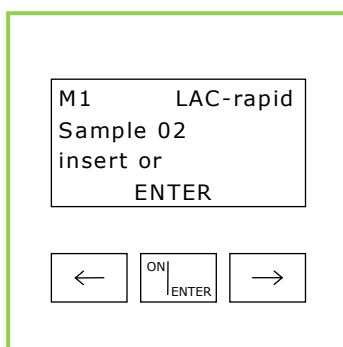 M1 LAC-rapid
Sample 02
insert or
ENTER
← ON ENTER →